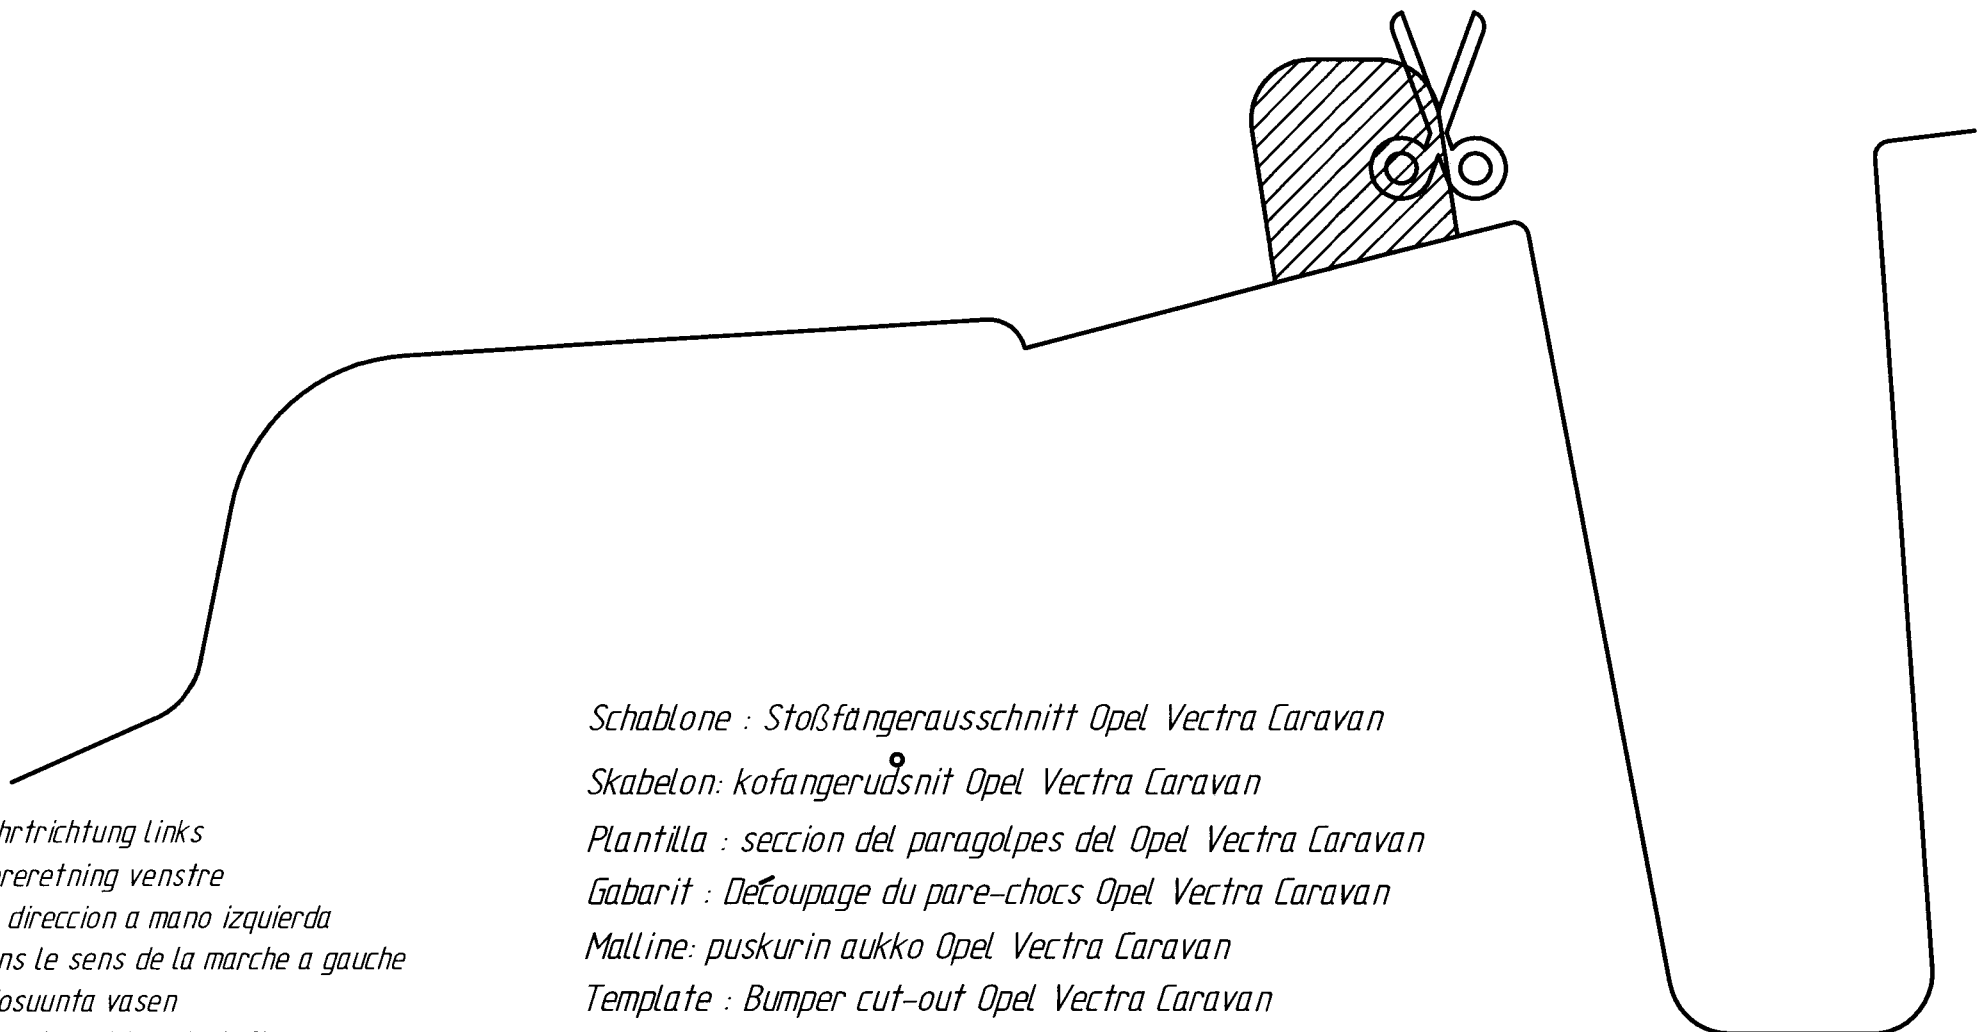 Schablone : Stoßfängerausschnitt Opel Vectra Caravan
Skabelon: kofangerudsnit Opel Vectra Caravan
Plantilla : seccion del paragolpes del Opel Vectra Caravan
Gabarit : Découpage du pare-chocs Opel Vectra Caravan
Malline: puskurin aukko Opel Vectra Caravan
Template : Bumper cut-out Opel Vectra Caravan
hrtrichtung links
reretning venstre
direccion a mano izquierda
ns le sens de la marche a gauche
osuunta vasen